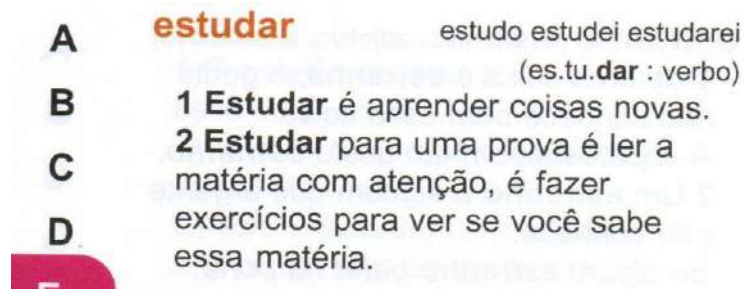 A
estudar estudo estudei estudarei
(es.tu.dar : verbo)
B
1 Estudar é aprender coisas novas.
2 Estudar para uma prova é ler a
C
matéria com atenção, é fazer
exercícios para ver se você sabe
D
essa matéria.